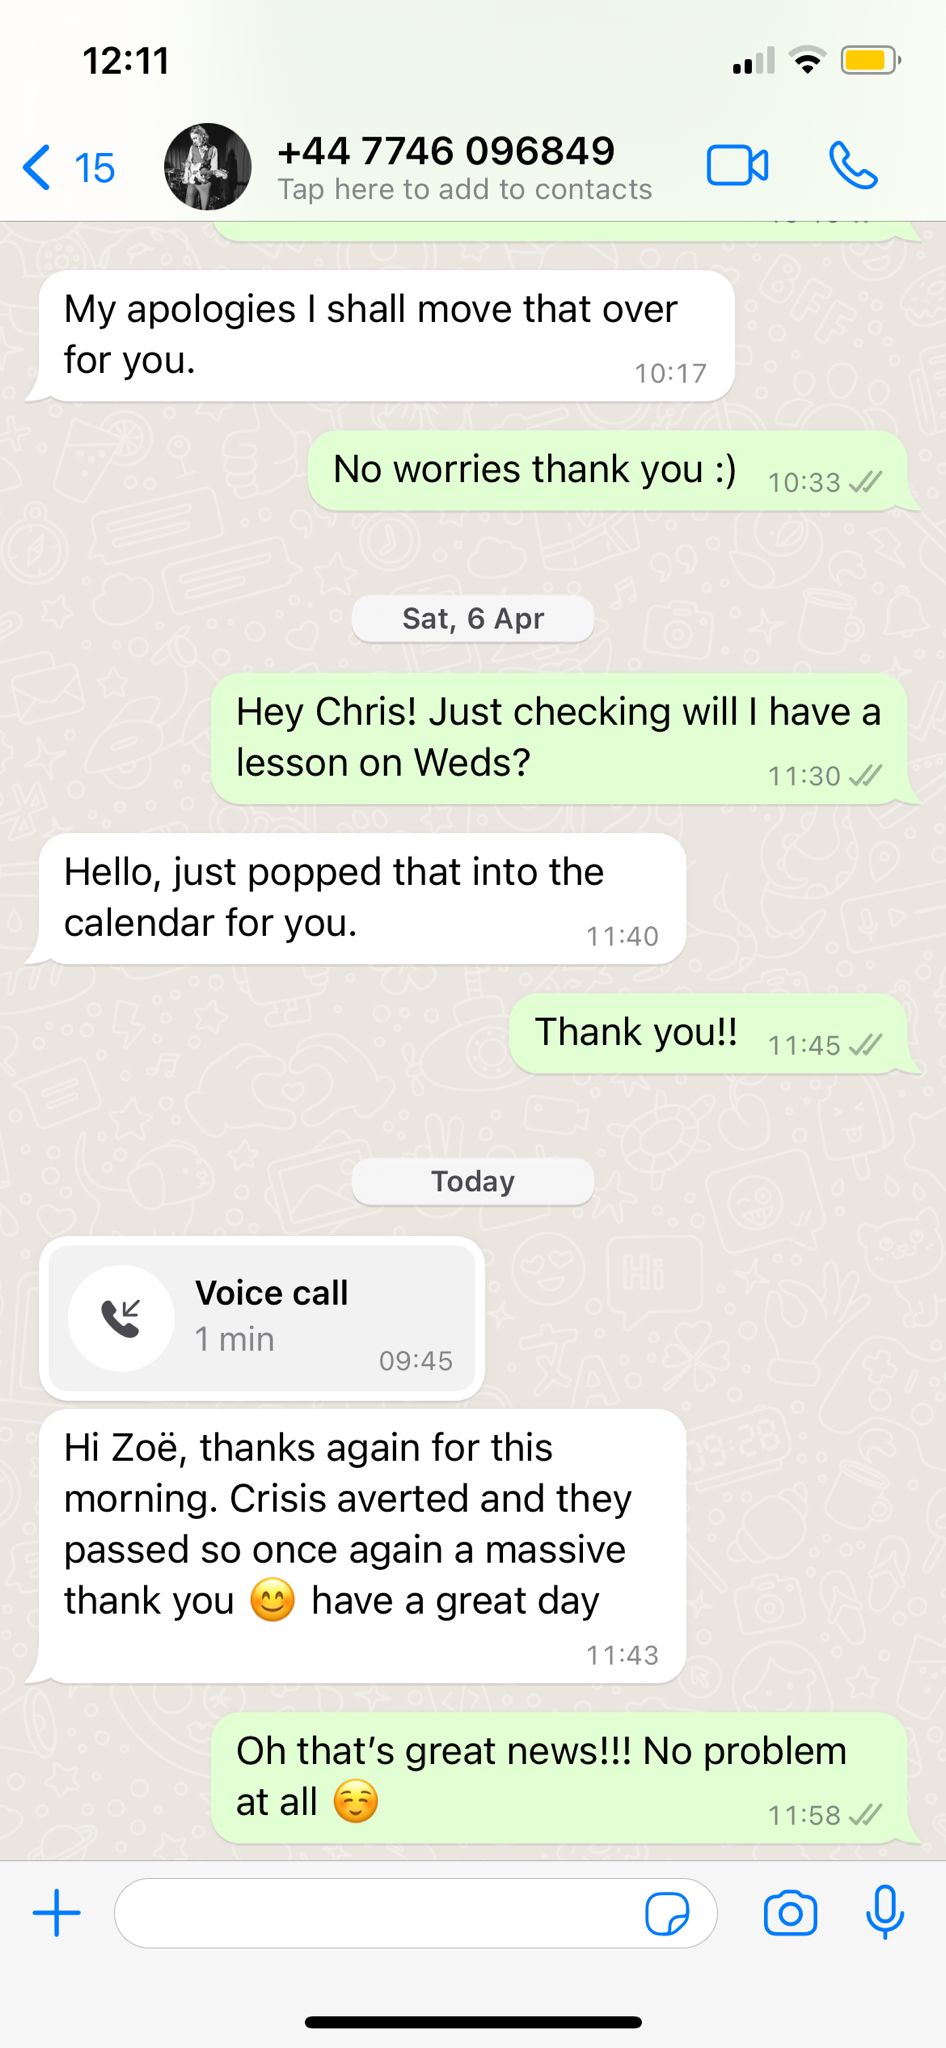 12:11
15
+44 7746 096849
Tap here to add to contacts
My apologies I shall move that over
for you.
10:17
No worries thank you :)
10:33
Sat, 6 Apr
Hey Chris! Just checking will I have a
lesson on Weds?
11:30
Hello, just popped that into the
calendar for you.
11:40
Thank you!!
11:45
Today
Voice call
1 min
09:45
Hi Zoë, thanks again for this
morning. Crisis averted and they
passed so once again a massive
thank you 😊 have a great day
11:43
Oh that’s great news!!! No problem
at all ☺️
11:58